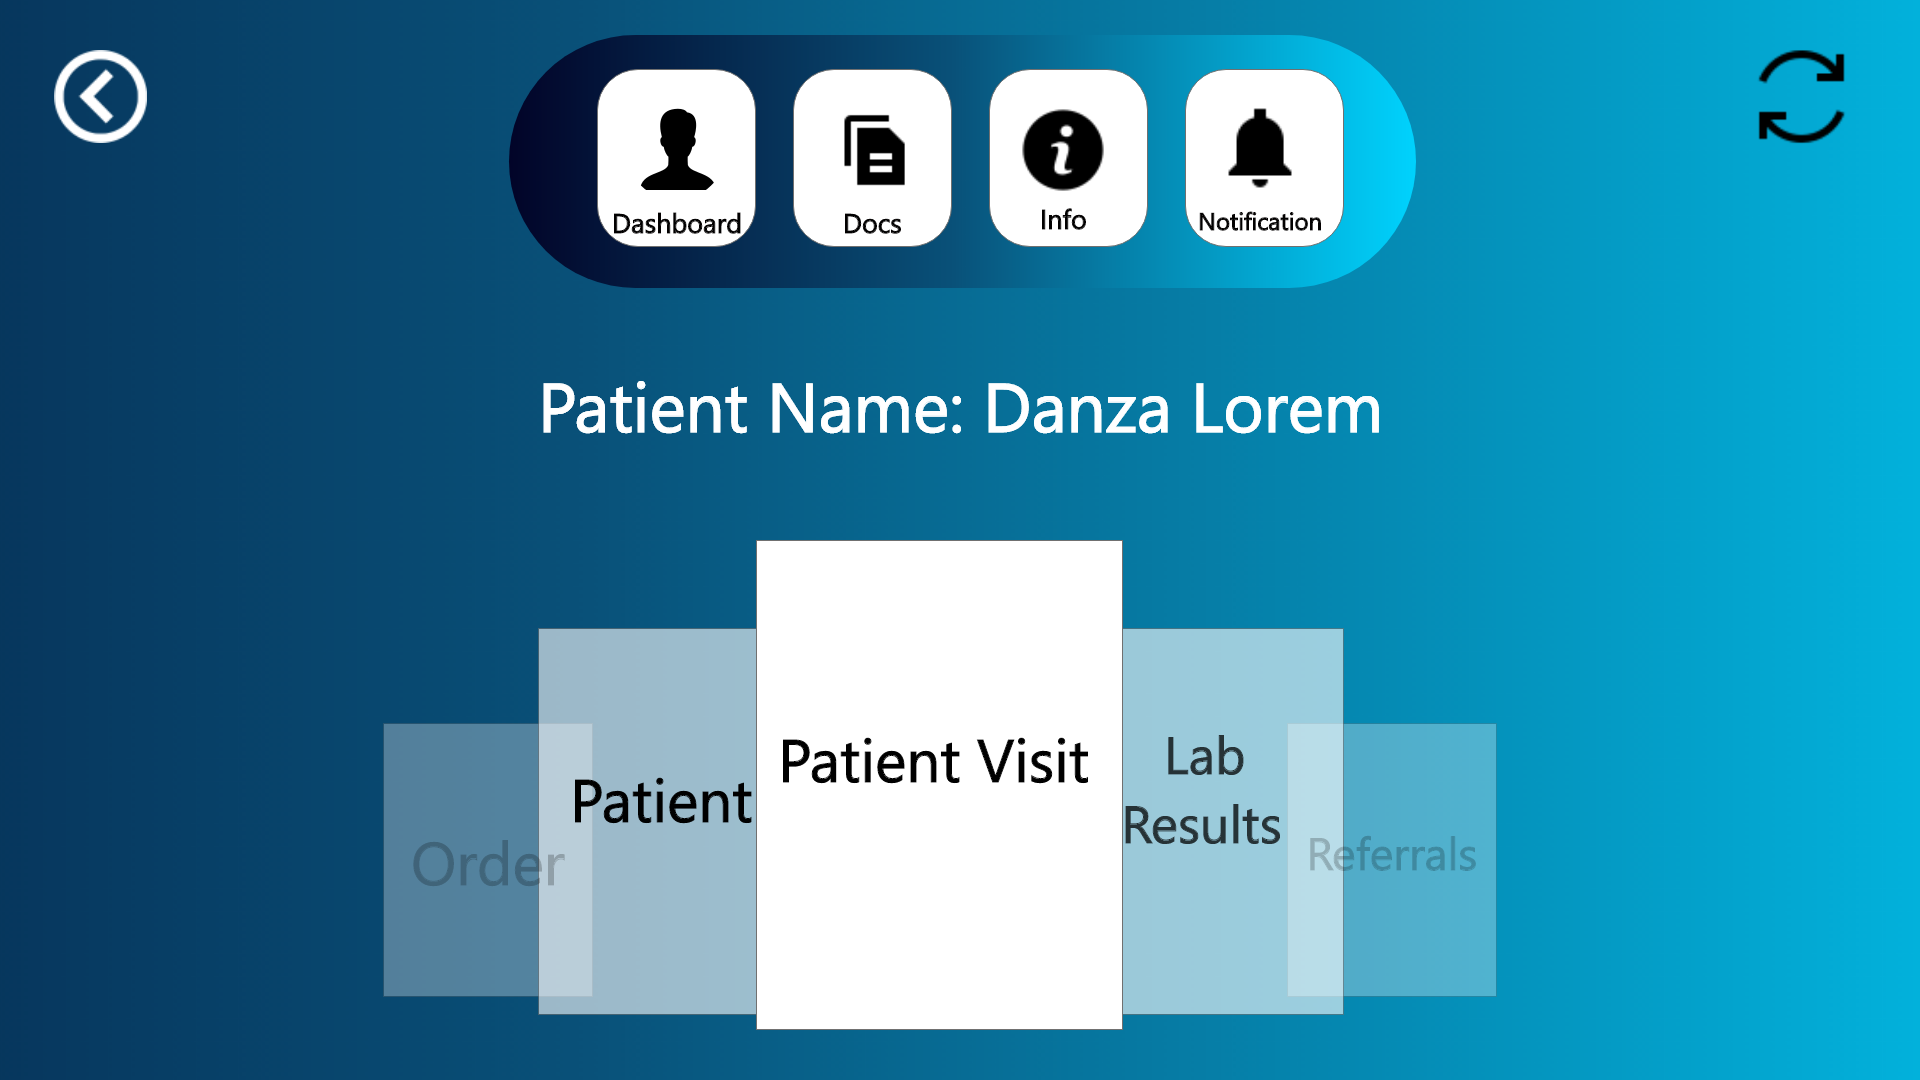 Dashboard
Docs
Info
Notification
Patient Name: Danza Lorem
Order
Patient
Patient Visit
Lab
Results
Referrals